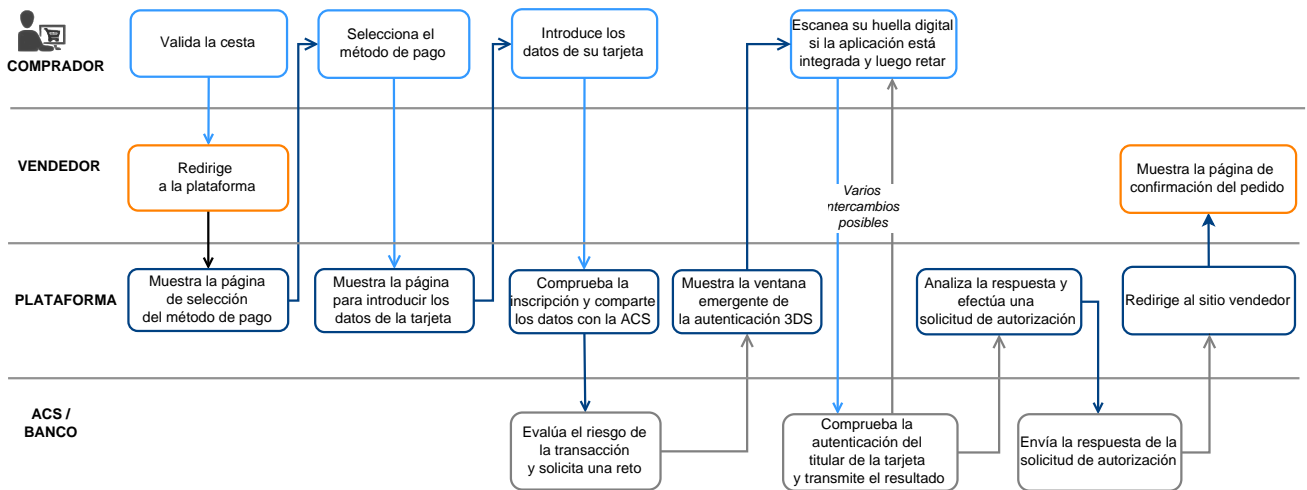 COMPRADOR
Valida la cesta
Selecciona el
método de pago
Introduce los
datos de su tarjeta
Escanea su huella digital
si la aplicación está
integrada y luego retar
VENDEDOR
Redirige
a la plataforma
Varios
intercambios
posibles
Muestra la página de
confirmación del pedido
PLATAFORMA
Muestra la página
de selección
del método de pago
Muestra la página
para introducir los
datos de la tarjeta
Comprueba la
inscripción y comparte
los datos con la ACS
Muestra la ventana
emergente de
la autenticación 3DS
Analiza la respuesta y
efectúa una
solicitud de autorización
Redirige al sitio vendedor
ACS /
BANCO
Evalúa el riesgo de
la transacción
y solicita una reto
Comprueba la
autenticación del
titular de la tarjeta
y transmite el resultado
Envía la respuesta de la
solicitud de autorización